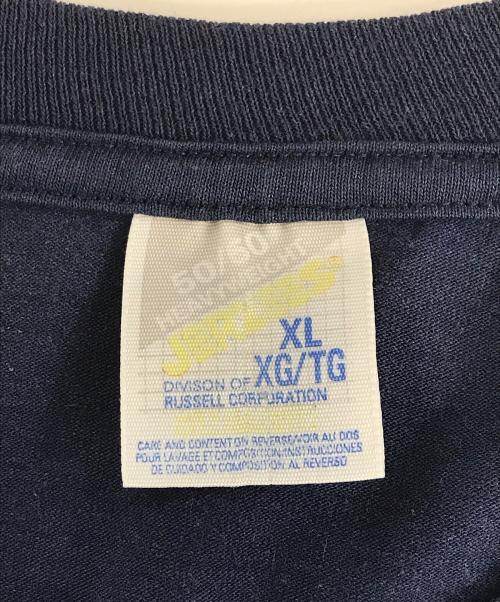 50/50
HEAVYWEIGHT
JERZEES®
XL
XG/TG
DIVISON OF
RUSSELL CORPORATION
CARE AND CONTENT ON REVERSE/VOIR AU DOS
POUR LAVAGE ET COMPOSITION/INSTRUCCIONES
DE CUIDADO Y COMPOSITION AL REVERSO